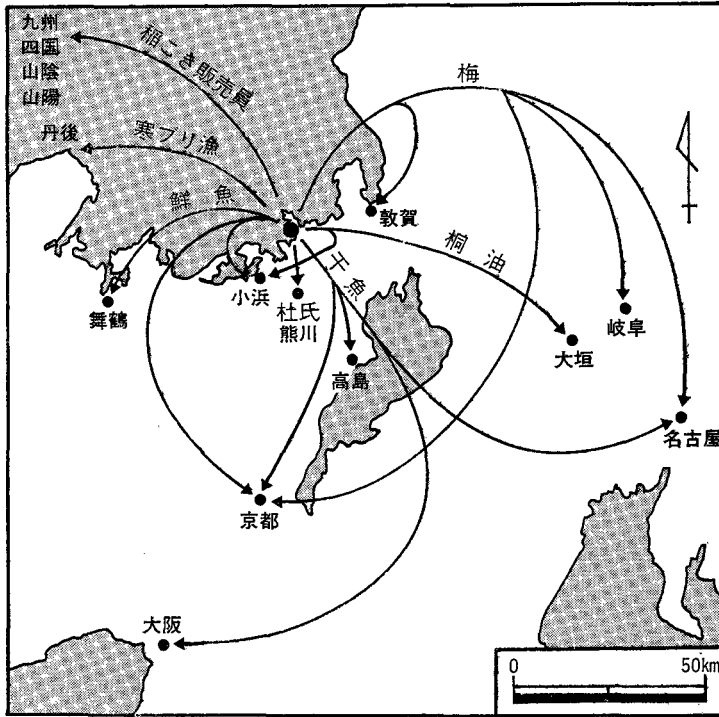 九州
四国
山陰
山陽
丹後
稲こき販売員
寒ブリ漁
鮮魚
梅
敦賀
桐油
干魚
小浜
杜氏
熊川
舞鶴
高島
大垣
岐阜
名古屋
京都
大阪
0 50km